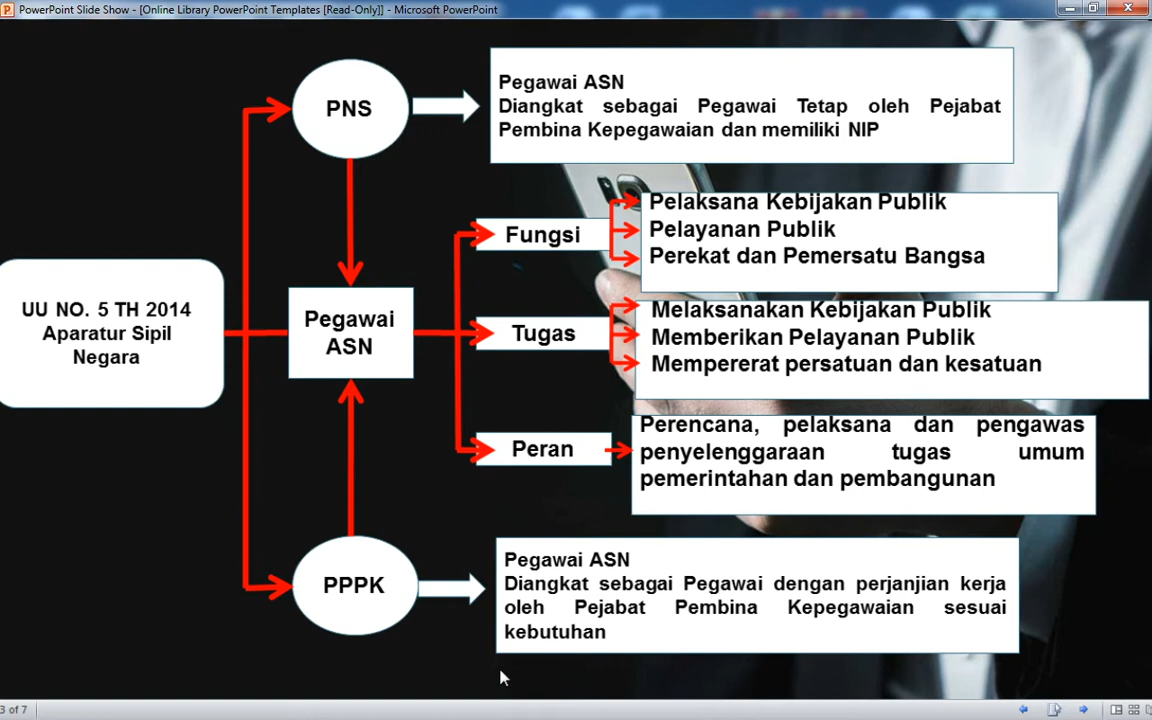 PowerPoint Slide Show - [Online Library PowerPoint Templates [Read-Only]] - Microsoft PowerPoint
PNS
Pegawai ASN
Diangkat sebagai Pegawai Tetap oleh Pejabat
Pembina Kepegawaian dan memiliki NIP
Fungsi
Pelaksana Kebijakan Publik
Pelayanan Publik
Perekat dan Pemersatu Bangsa
UU NO. 5 TH 2014
Aparatur Sipil
Negara
Pegawai
ASN
Tugas
Melaksanakan Kebijakan Publik
Memberikan Pelayanan Publik
Mempererat persatuan dan kesatuan
Peran
Perencana, pelaksana dan pengawas
penyelenggaraan tugas umum
pemerintahan dan pembangunan
PPPK
Pegawai ASN
Diangkat sebagai Pegawai dengan perjanjian kerja
oleh Pejabat Pembina Kepegawaian sesuai
kebutuhan
3 of 7